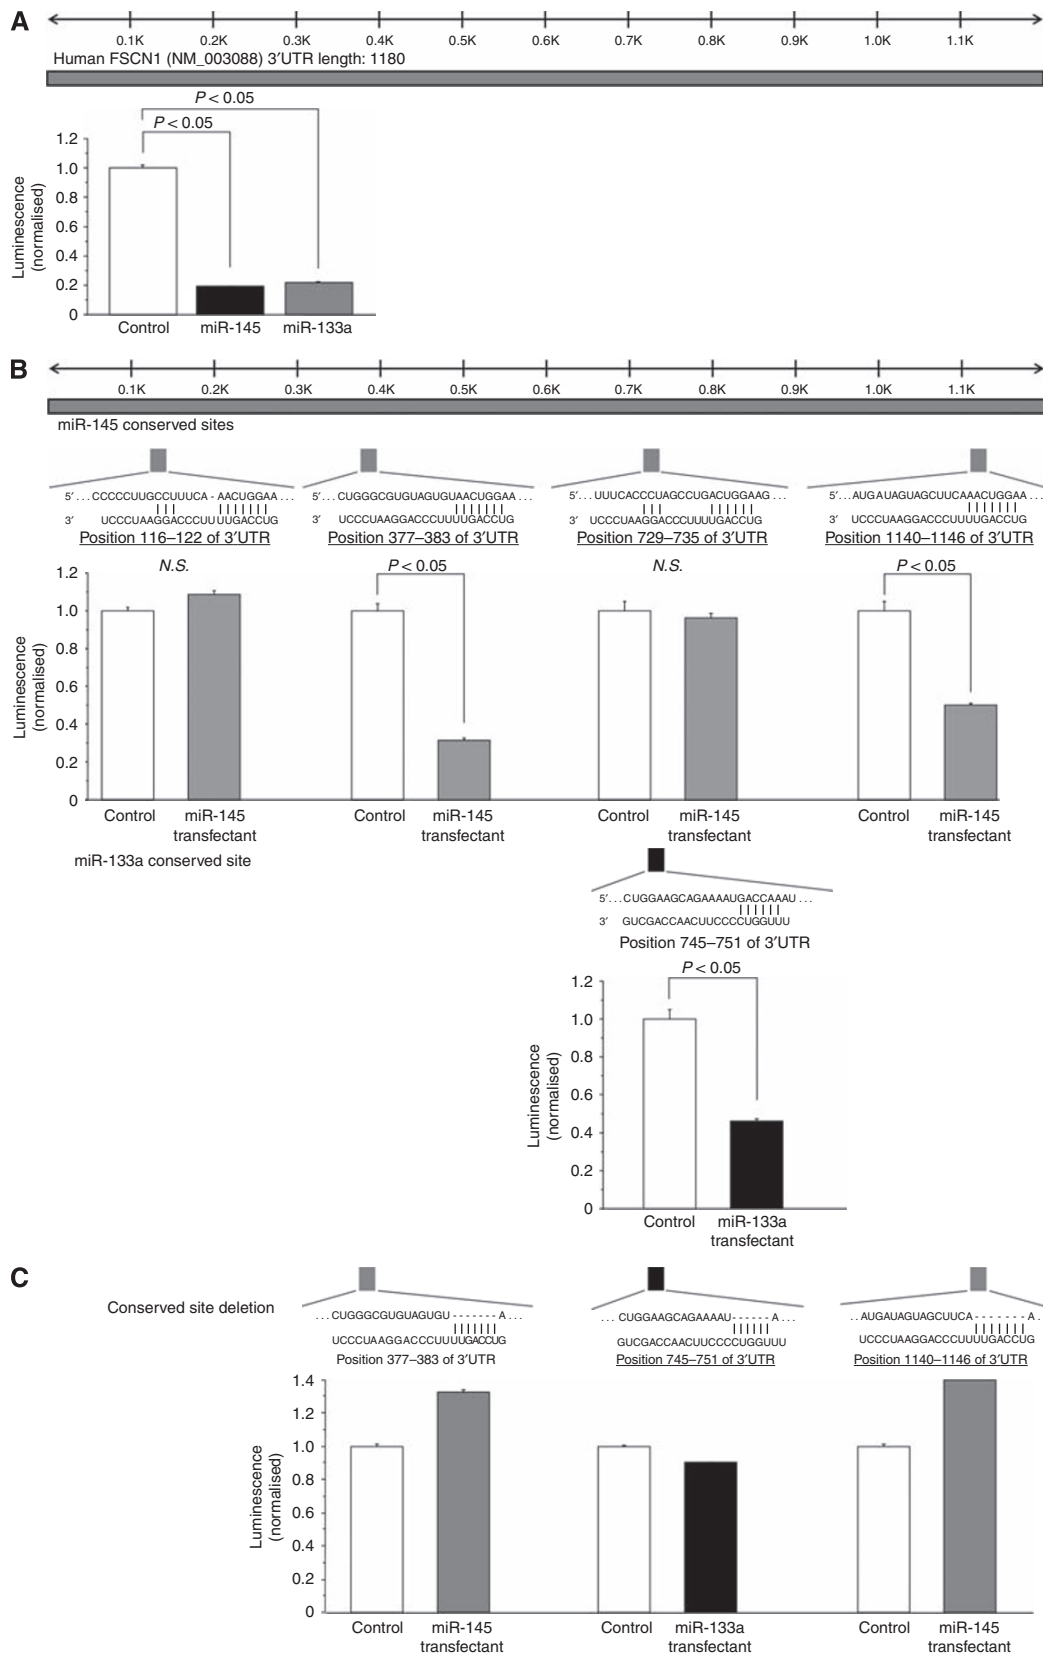 A
0.1K 0.2K 0.3K 0.4K 0.5K 0.6K 0.7K 0.8K 0.9K 1.0K 1.1K
Human FSCN1 (NM_003088) 3′UTR length: 1180
P < 0.05
P < 0.05
Luminescence
(normalised)
1.2
1.0
0.8
0.6
0.4
0.2
0
Control miR-145 miR-133a
B
0.1K 0.2K 0.3K 0.4K 0.5K 0.6K 0.7K 0.8K 0.9K 1.0K 1.1K
miR-145 conserved sites
5′...CCCCCUUGCCUUUCA - AACUGGAA ...
3′ UCCCUAAGGACCCUUUUGACCUG
Position 116–122 of 3′UTR
5′...CUGGGCGUGUAGUGUAACUGGAA ...
3′ UCCCUAAGGACCCUUUUGACCUG
Position 377–383 of 3′UTR
5′...UUUCACCCUAGCCUGACUGGAAG ...
3′ UCCCUAAGGACCCUUUUGACCUG
Position 729–735 of 3′UTR
5′...AUGAUAGUAGCUUCAAACUGGAA ...
3′ UCCCUAAGGACCCUUUUGACCUG
Position 1140–1146 of 3′UTR
N.S. P < 0.05 N.S. P < 0.05
Luminescence
(normalised)
1.2
1.0
0.8
0.6
0.4
0.2
0
Control miR-145 Control miR-145 Control miR-145 Control miR-145
transfectant transfectant transfectant transfectant
miR-133a conserved site
5′...CUGGAAGCAGAAAAUGACCAAAU ...
3′ GUCGACCAACUUCCCCUGGUUU
Position 745–751 of 3′UTR
P < 0.05
Luminescence
(normalised)
1.2
1.0
0.8
0.6
0.4
0.2
0
Control miR-133a
transfectant
C
Conserved site deletion
...CUGGGCGUGUAGUGU - - - - - - - A ...
UCCCUAAGGACCCUUUUGACCUG
Position 377–383 of 3′UTR
... CUGGAAGCAGAAAAU - - - - - - A ...
GUCGACCAACUUCCCCUGGUUU
Position 745–751 of 3′UTR
..AUGAUAGUAGCUUCA - - - - - - - A ...
UCCCUAAGGACCCUUUUGACCUG
Position 1140–1146 of 3′UTR
Luminescence
(normalised)
1.4
1.2
1.0
0.8
0.6
0.4
0.2
0
Control miR-145 Control miR-133a Control miR-145
transfectant transfectant transfectant